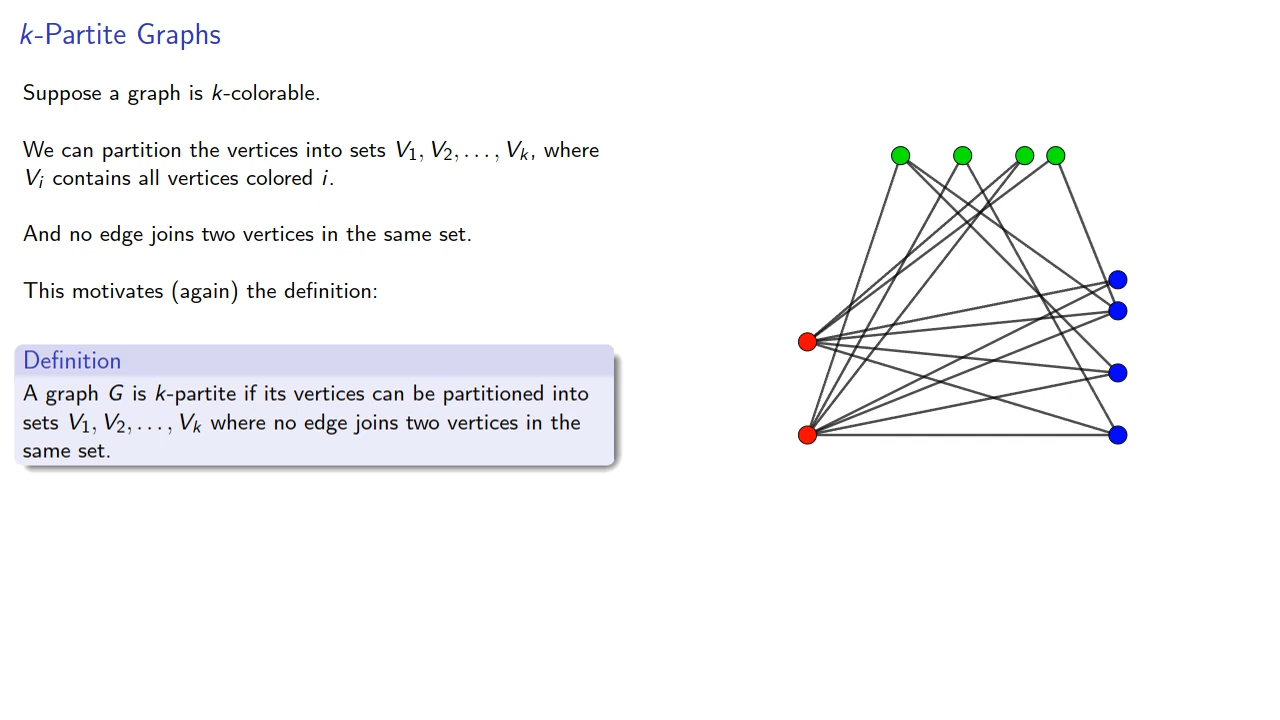 k-Partite Graphs
Suppose a graph is k-colorable.
We can partition the vertices into sets V₁, V₂, . . . , Vₖ, where
Vᵢ contains all vertices colored i.
And no edge joins two vertices in the same set.
This motivates (again) the definition:
Definition
A graph G is k-partite if its vertices can be partitioned into
sets V₁, V₂, . . . , Vₖ where no edge joins two vertices in the
same set.